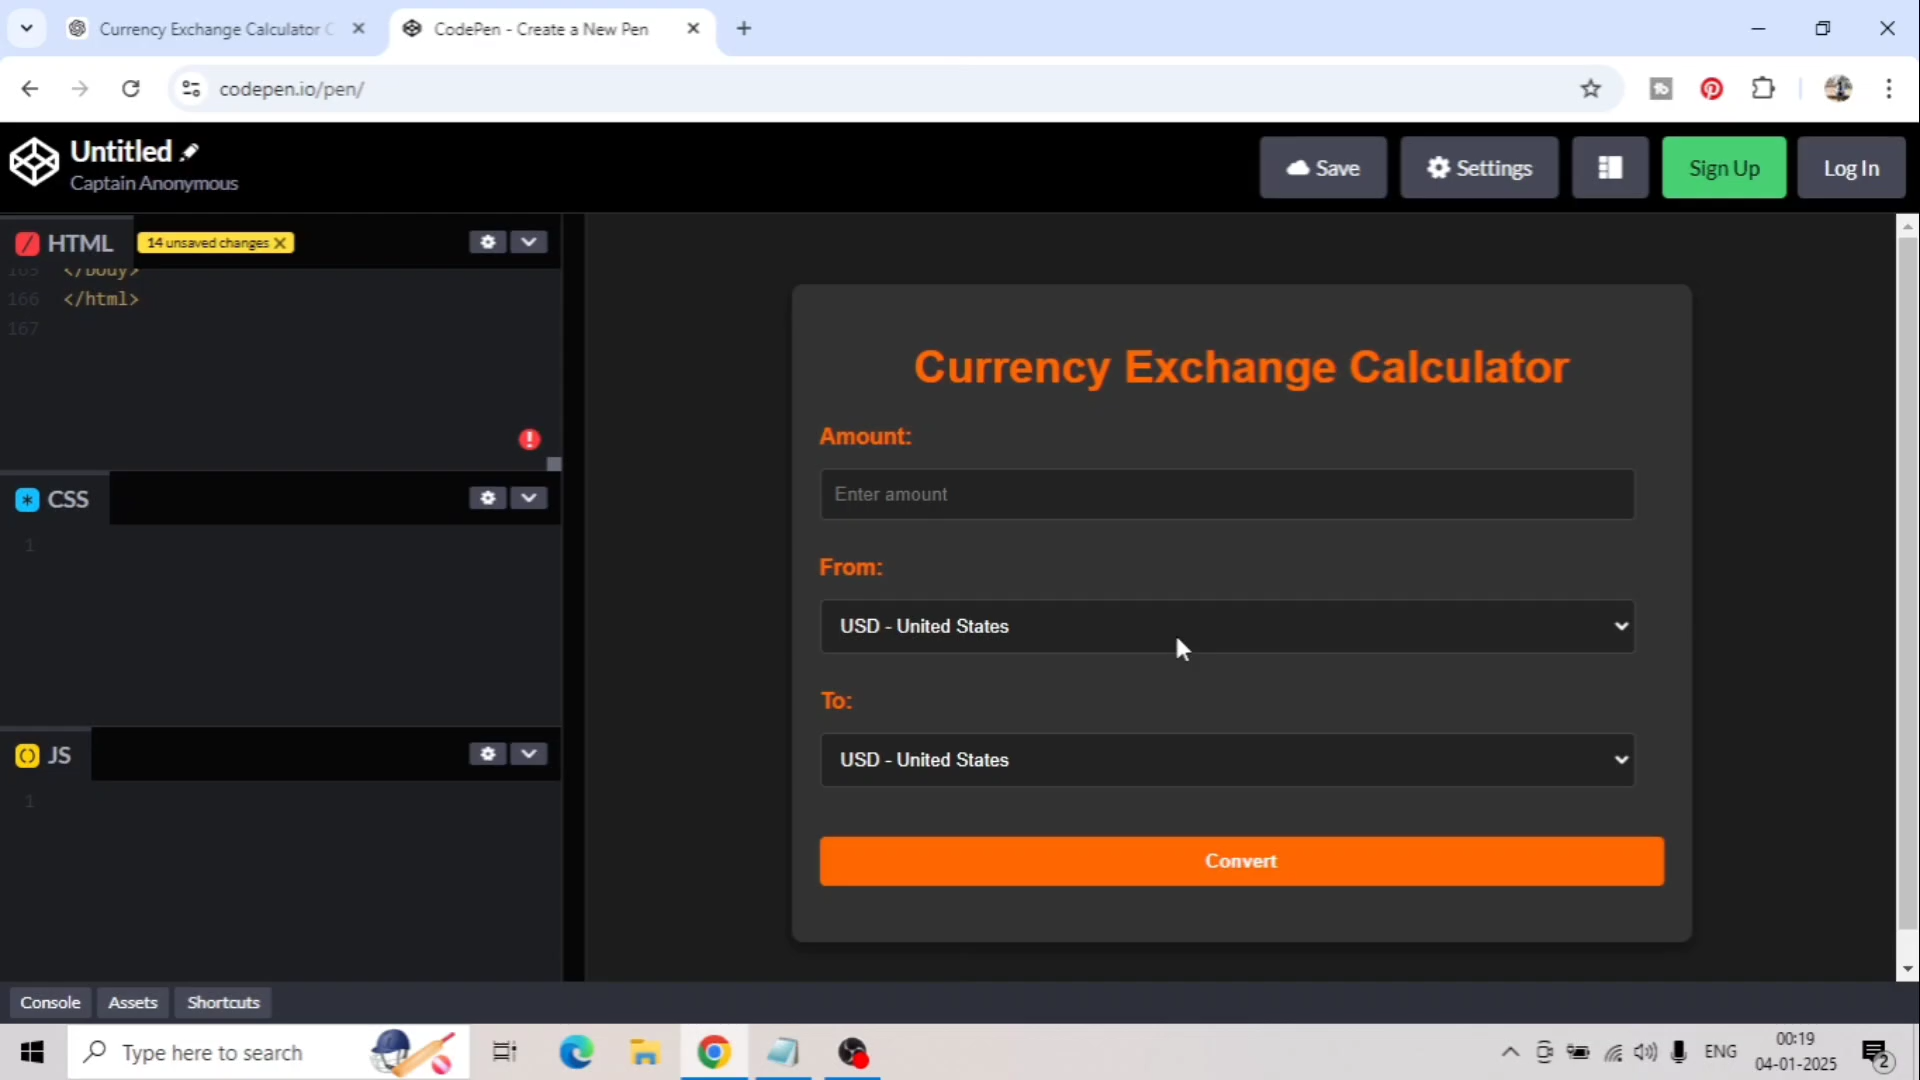 Currency Exchange Calculator C
CodePen - Create a New Pen
codepen.io/pen/
Untitled
Captain Anonymous
Save
Settings
Sign Up
Log In
HTML
14 unsaved changes
165 </body>
166 </html>
167
CSS
1
JS
1
Currency Exchange Calculator
Amount:
Enter amount
From:
USD - United States
To:
USD - United States
Convert
Console
Assets
Shortcuts
Type here to search
ENG
00:19
04-01-2025
2